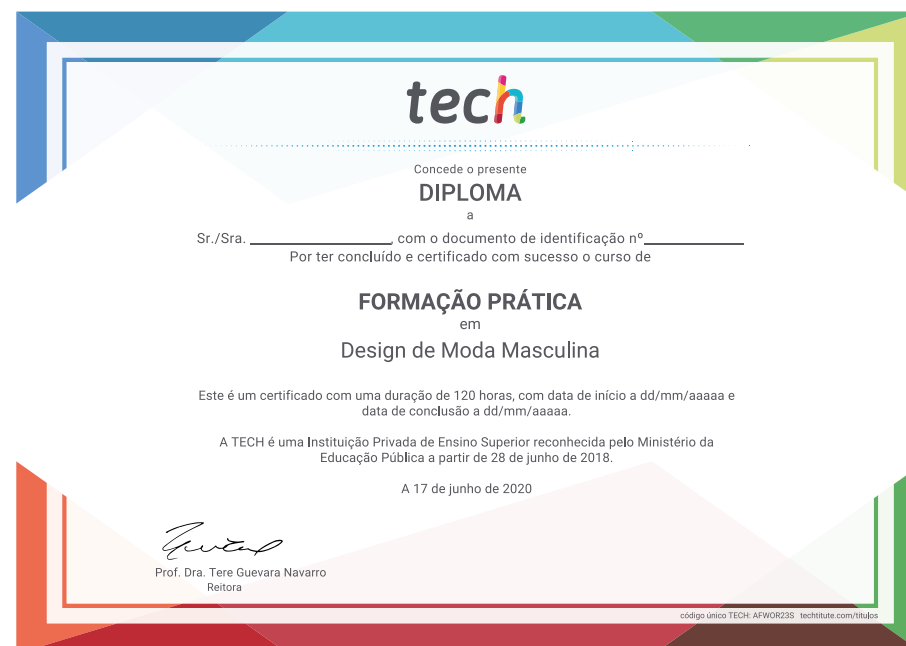 tech
Concede o presente
DIPLOMA
a
Sr./Sra. ____________________, com o documento de identificação nº______________
Por ter concluído e certificado com sucesso o curso de
FORMAÇÃO PRÁTICA
em
Design de Moda Masculina
Este é um certificado com uma duração de 120 horas, com data de início a dd/mm/aaaaa e
data de conclusão a dd/mm/aaaaa.
A TECH é uma Instituição Privada de Ensino Superior reconhecida pelo Ministério da
Educação Pública a partir de 28 de junho de 2018.
A 17 de junho de 2020
Prof. Dra. Tere Guevara Navarro
Reitora
código único TECH: AFWOR23S techtitute.com/titulos